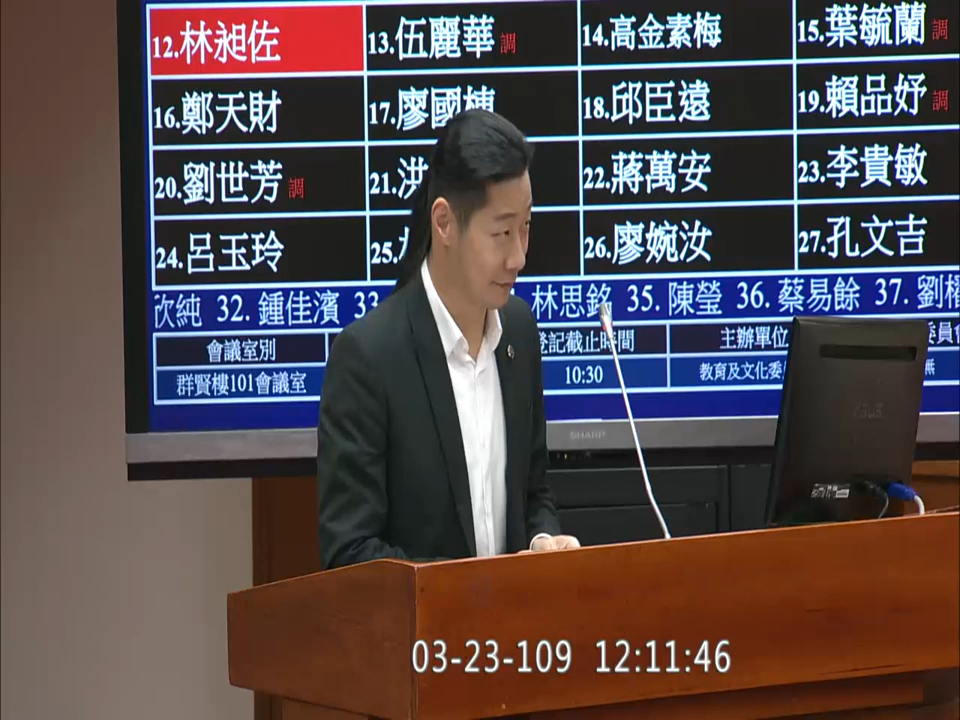 12.林昶佐 13.伍麗華 調 14.高金素梅 15.葉毓蘭 調
16.鄭天財 17.廖國棟 18.邱臣遠 19.賴品妤 調
20.劉世芳 調 21.洪 22.蔣萬安 23.李貴敏
24.呂玉玲 25. 26.廖婉汝 27.孔文吉
欣純 32. 鍾佳濱 33 林思銘 35. 陳瑩 36. 蔡易餘 37. 劉櫂
會議室別 登記截止時間 主辦單位 委員會
群賢樓101會議室 10:30 教育及文化委
SHARP
ASUS
03-23-109 12:11:46